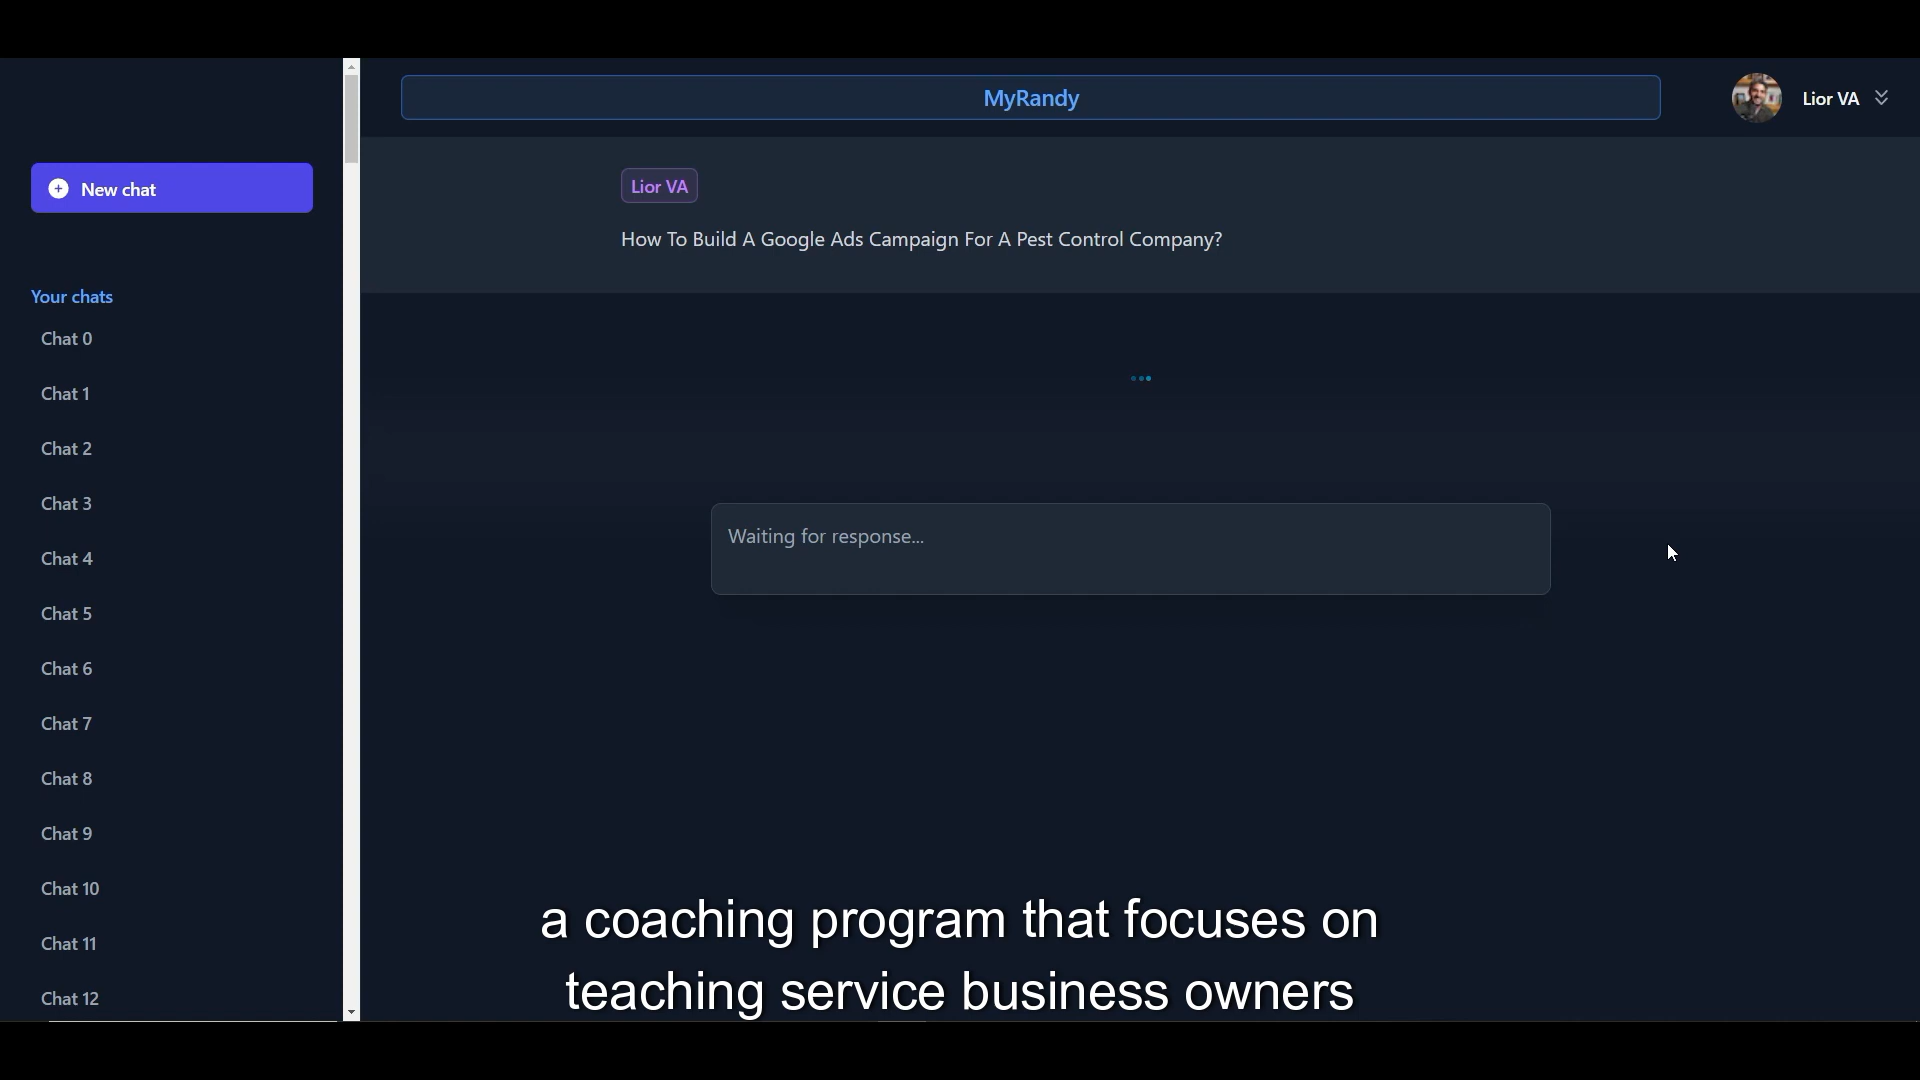 MyRandy
Lior VA
New chat
Your chats
Chat 0
Chat 1
Chat 2
Chat 3
Chat 4
Chat 5
Chat 6
Chat 7
Chat 8
Chat 9
Chat 10
Chat 11
Chat 12
Lior VA
How To Build A Google Ads Campaign For A Pest Control Company?
Waiting for response...
a coaching program that focuses on
teaching service business owners